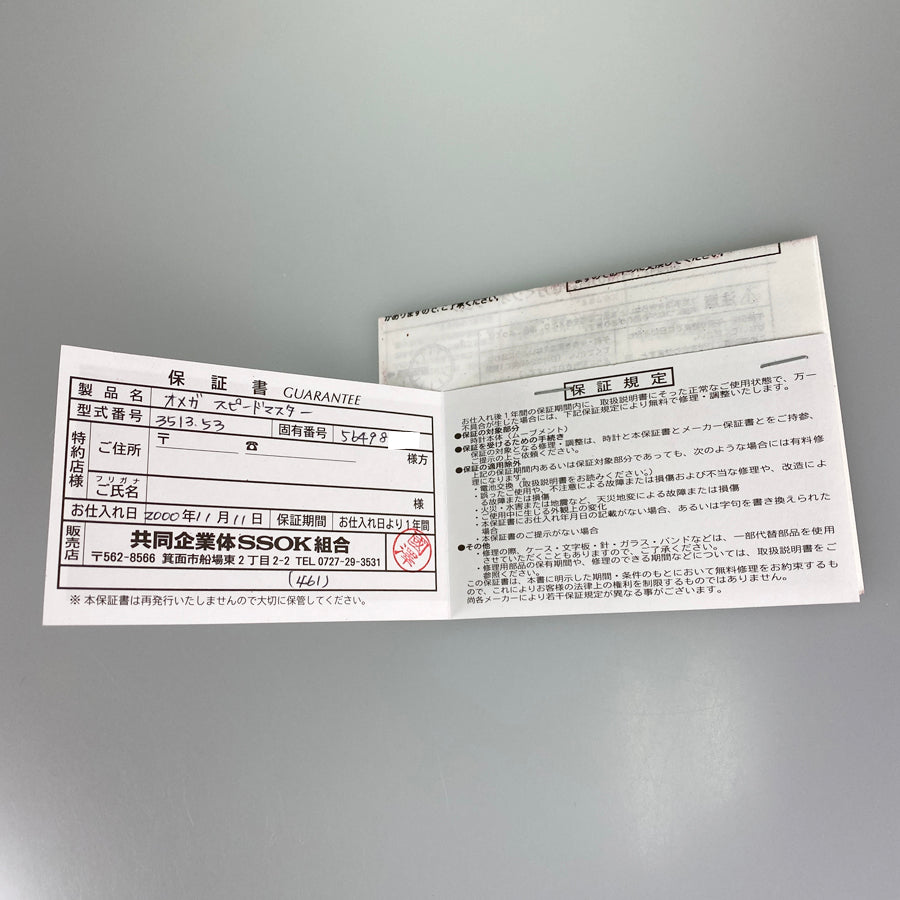 保証書 GUARANTEE
製品名 オメガ スピードマスター
型式番号 3513.53 固有番号 56498
特約店様 ご住所 〒 ☎ 様方
フリガナ
ご氏名 様
お仕入れ日 2000年11月11日 保証期間 お仕入れ日より1年間
販売店 共同企業体SSOK組合
〒562-8566 箕面市船場東2丁目2-2 TEL 0727-29-3531
(461)
※ 本保証書は再発行いたしませんので大切に保管してください。
がありますので、ご了承ください。
保証規定
お仕入れ後1年間の保証期間内に、取扱説明書にそった正常なご使用状態で、万一
不具合が生じた場合には、下記保証規定により無料で修理・調整いたします。
●保証の対象部分
時計本体(ムーブメント)
●保証を受けるための手続き
保証の対象となる修理・調整は、時計と本保証書とメーカー保証書とをご持参、
ご提示の上ご依頼ください。
●保証の適用除外
上記の保証期間内あるいは保証対象部分であっても、次のような場合には有料修
理になります。
・電池交換(取扱説明書をお読みください。)
・誤ったご使用や、不注意による故障または損傷および不当な修理や、改造によ
る故障または損傷
・火災・水害または地震など、天災地変による故障または損傷
・ご使用中に生じる外観上の変化
・本保証書にお仕入れ年月日の記載がない場合、あるいは字句を書き換えられた
場合
・本保証書のご提示がない場合
●その他
・修理の際、ケース・文字板・針・ガラス・バンドなどは、一部代替部品を使用
させていただくこともありますので、ご了承ください。
・修理用部品の保有期間や、修理のできる期間などについては、取扱説明書をご
参照ください。
この保証書は、本書に明示した期間・条件のもとにおいて無料修理をお約束するも
ので、これによりお客様の法律上の権利を制限するものではありません。
尚各メーカーにより若干保証規定が異なる事がございます。